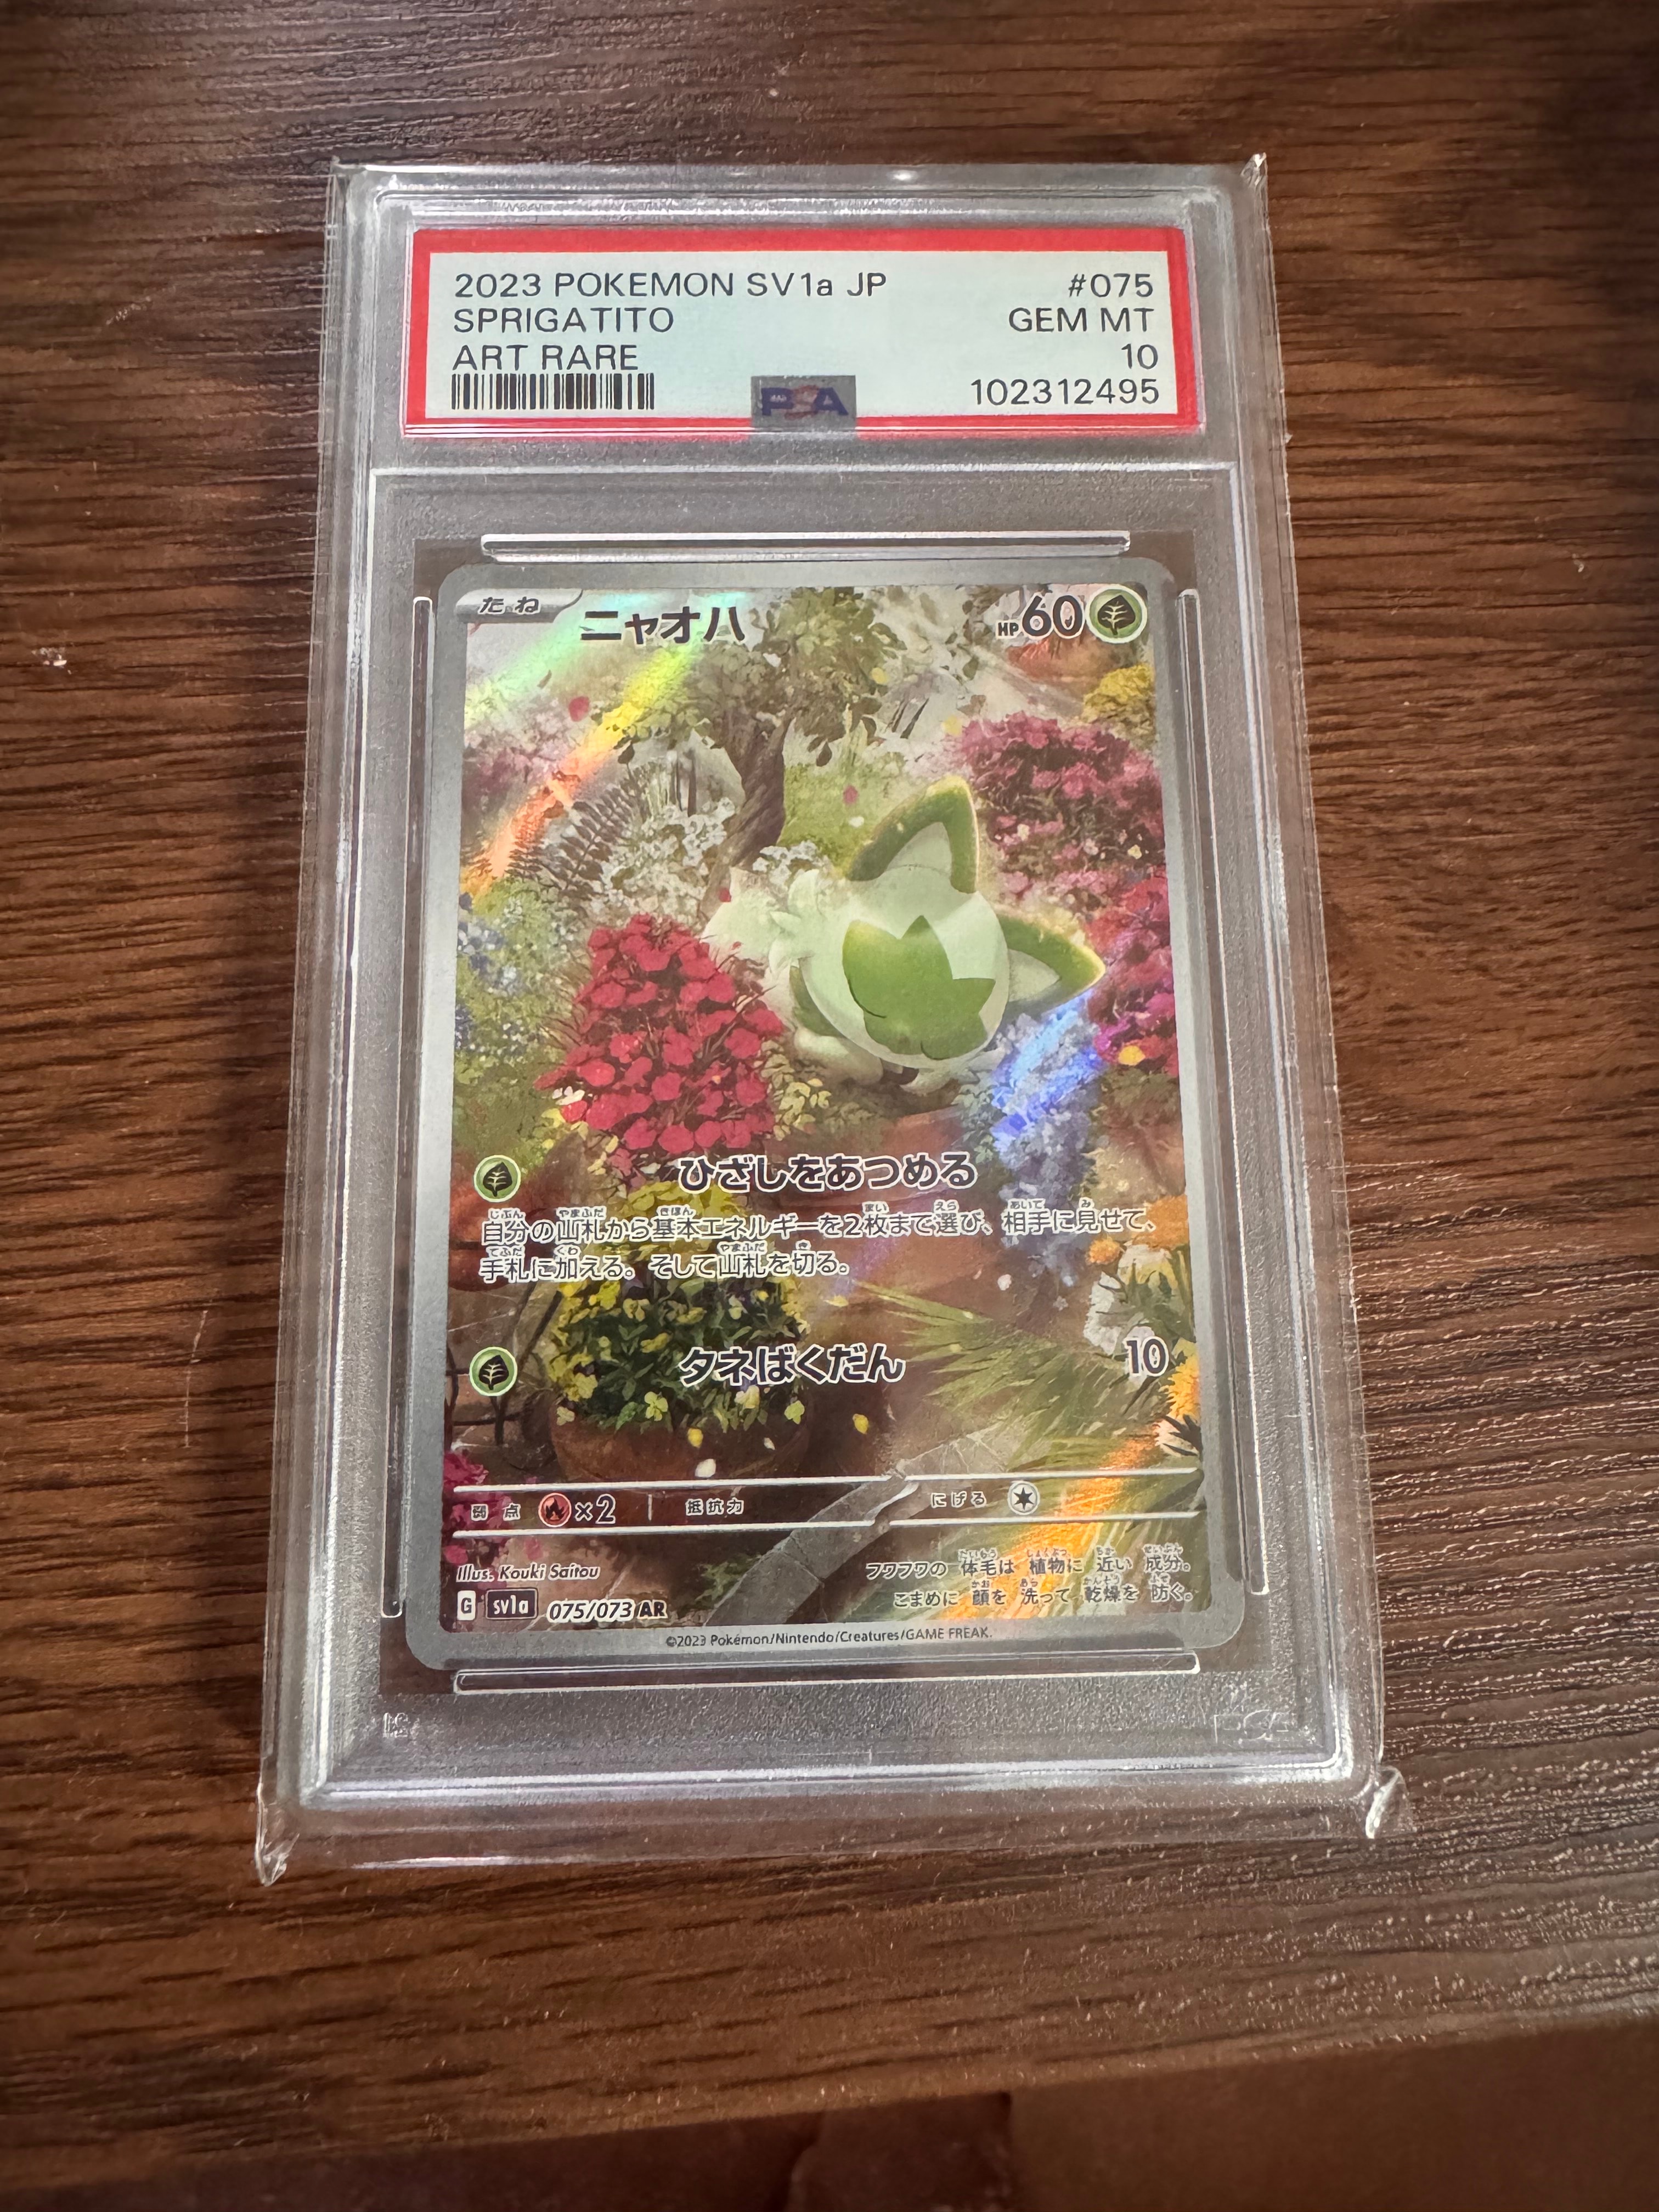 2023 POKEMON SV1a JP #075
SPRIGATITO GEM MT
ART RARE 10
PSA 102312495
たね ニャオハ HP60
ひざしをあつめる
自分の山札から基本エネルギーを2枚まで選び、相手に見せて、
手札に加える。そして山札を切る。
タネばくだん 10
弱点 ×2 抵抗力 にげる
Illus. Kouki Saitou
フワフワの 体毛は 植物に 近い 成分。
こまめに 顔を 洗って 乾燥を 防ぐ。
G sv1a 075/073 AR
©2023 Pokémon/Nintendo/Creatures/GAME FREAK.